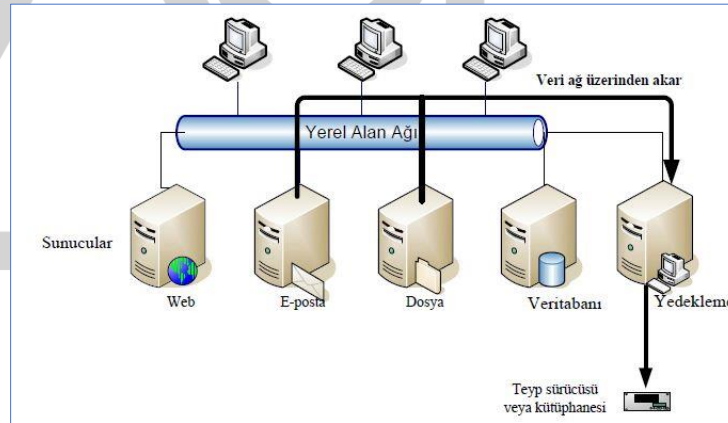 Veri ağ üzerinden akar
Yerel Alan Ağı
Sunucular
Web
E-posta
Dosya
Veritabanı
Yedekleme
Teyp sürücüsü
veya kütüphanesi